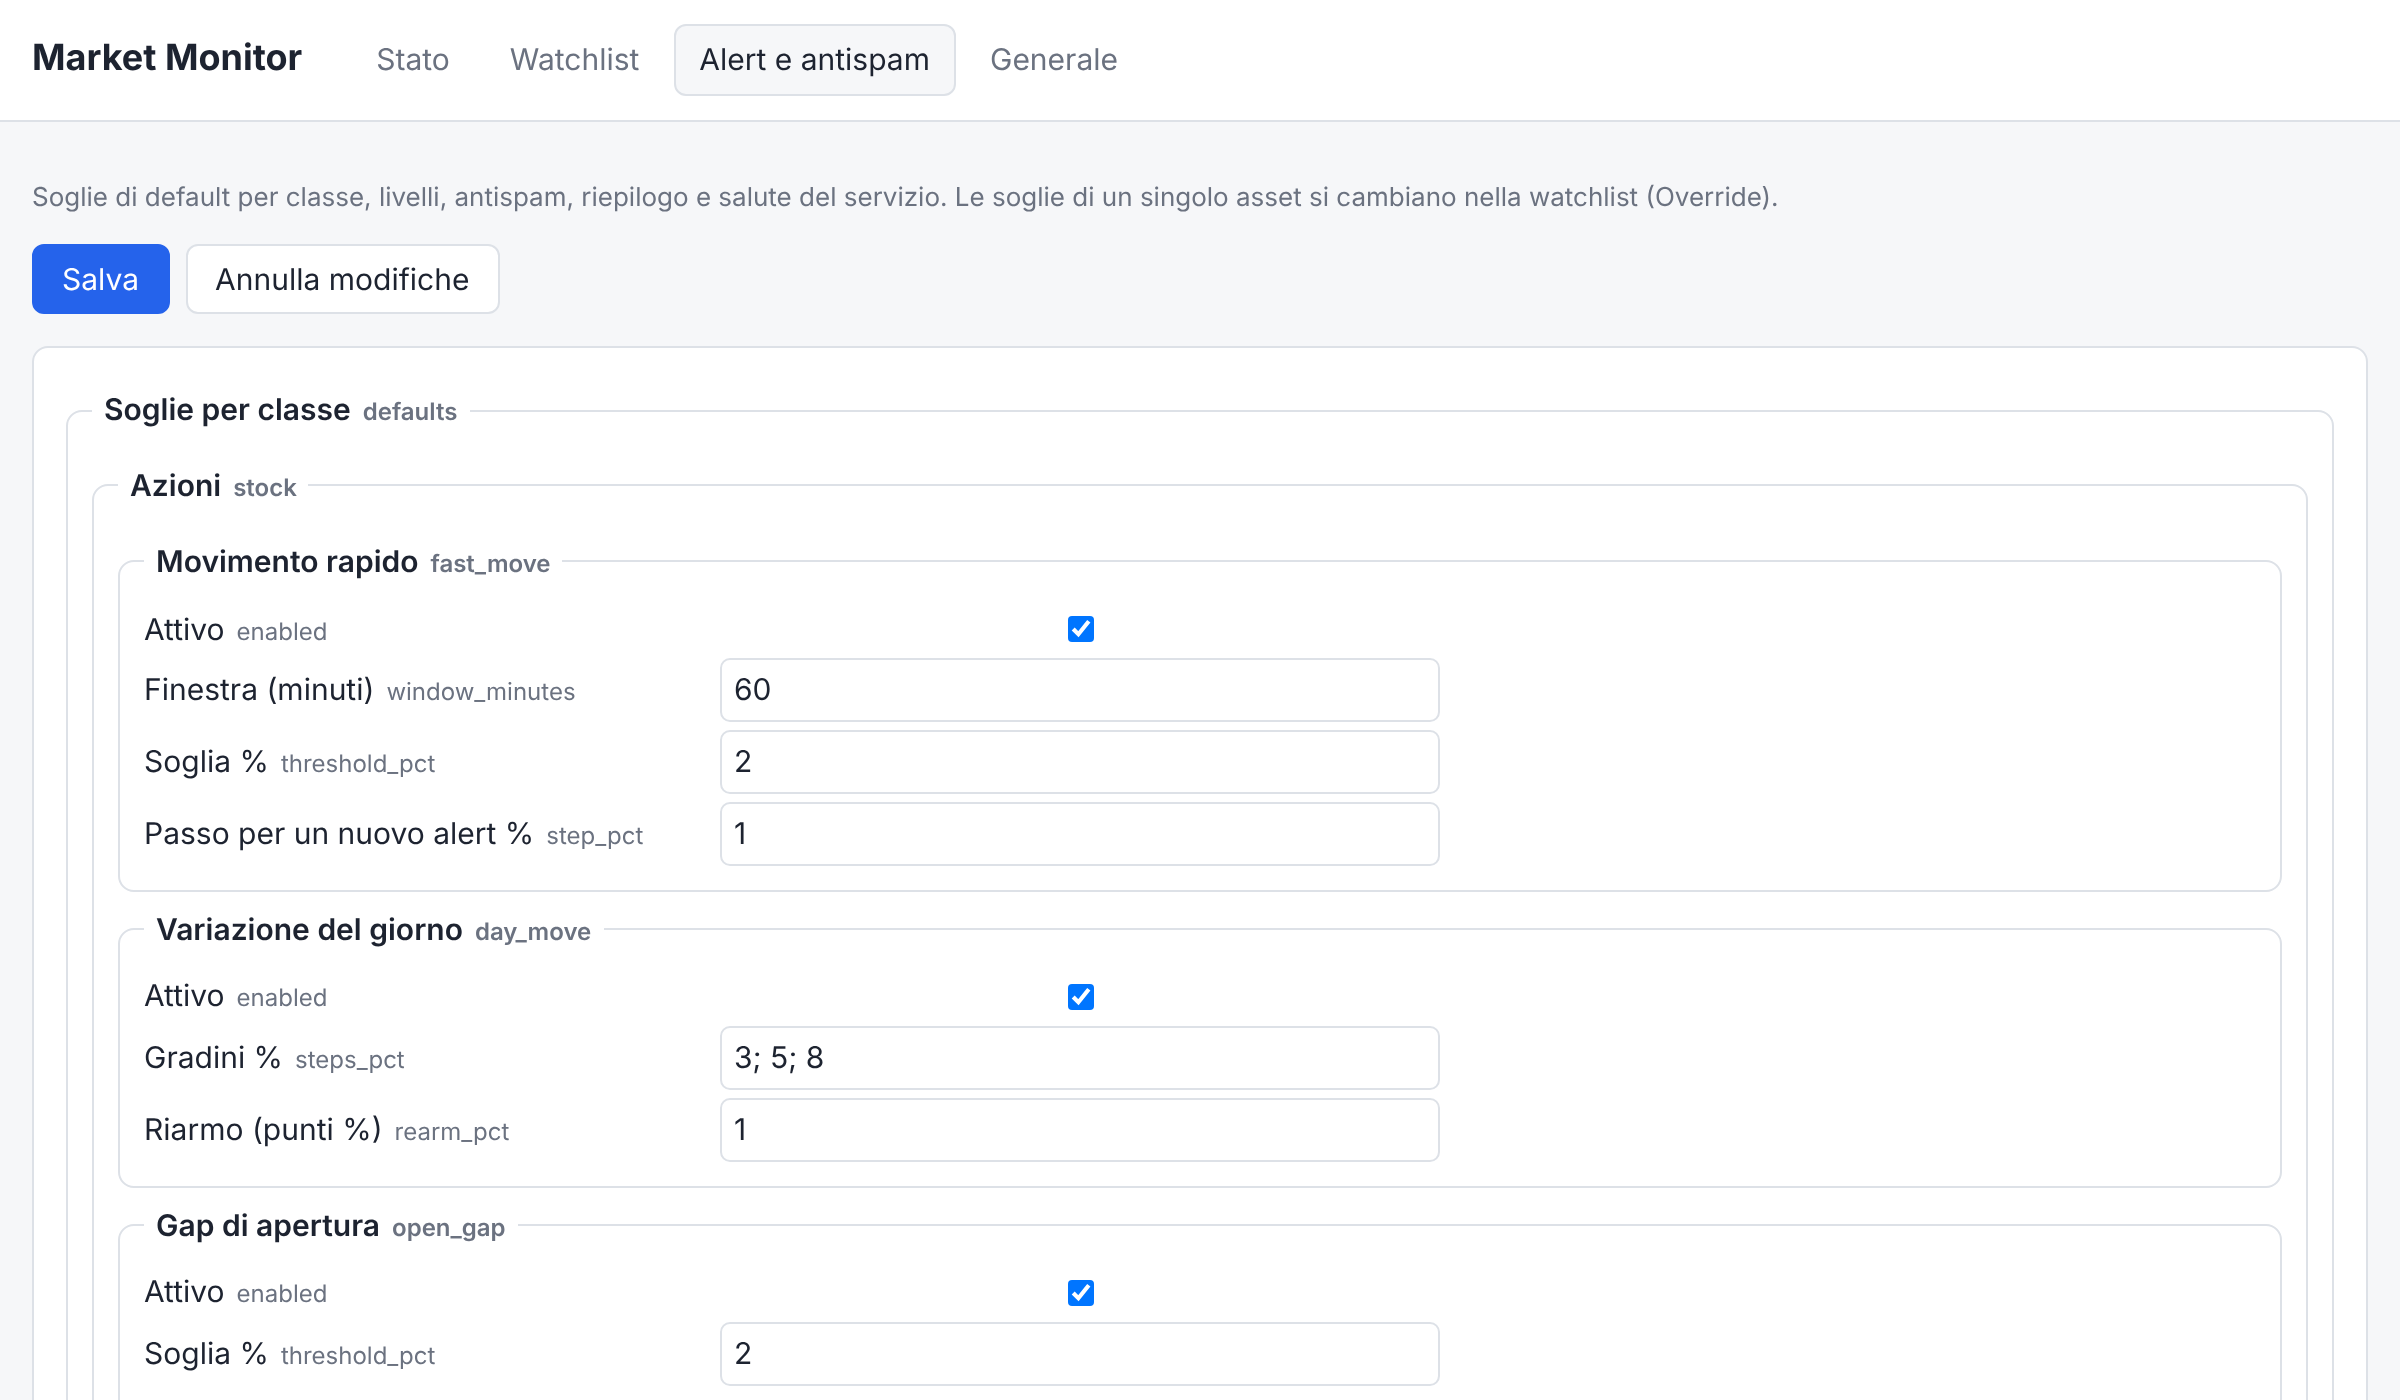 Market Monitor Stato Watchlist Alert e antispam Generale
Soglie di default per classe, livelli, antispam, riepilogo e salute del servizio. Le soglie di un singolo asset si cambiano nella watchlist (Override).
Salva Annulla modifiche
Soglie per classe defaults
Azioni stock
Movimento rapido fast_move
Attivo enabled
Finestra (minuti) window_minutes 60
Soglia % threshold_pct 2
Passo per un nuovo alert % step_pct 1
Variazione del giorno day_move
Attivo enabled
Gradini % steps_pct 3; 5; 8
Riarmo (punti %) rearm_pct 1
Gap di apertura open_gap
Attivo enabled
Soglia % threshold_pct 2